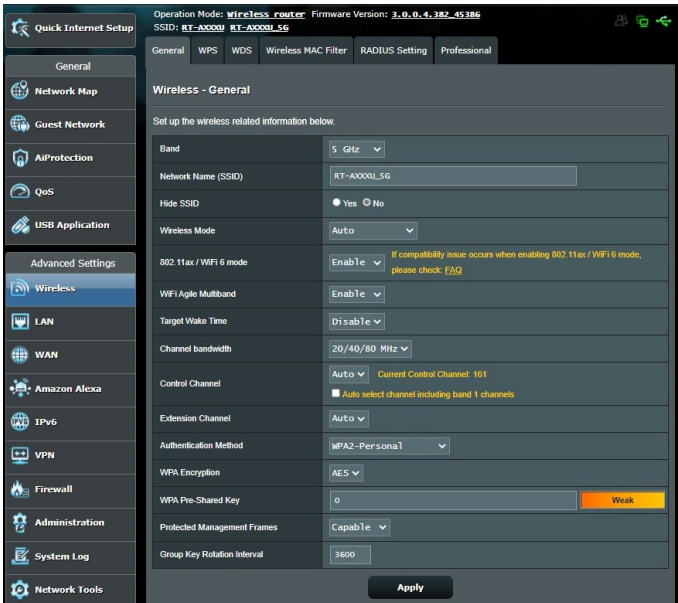 Quick Internet Setup
General
Network Map
Guest Network
AiProtection
QoS
USB Application
Advanced Settings
Wireless
LAN
WAN
Amazon Alexa
IPv6
VPN
Firewall
Administration
System Log
Network Tools
Operation Mode: Wireless router Firmware Version: 3.0.0.4.382_45386
SSID: RT-AXXXU RT-AXXXU_5G
General WPS WDS Wireless MAC Filter RADIUS Setting Professional
Wireless - General
Set up the wireless related information below.
Band 5 GHz
Network Name (SSID) RT-AXXXU_5G
Hide SSID Yes No
Wireless Mode Auto
802.11ax / WiFi 6 mode Enable If compatibility issue occurs when enabling 802.11ax / WiFi 6 mode,
please check: FAQ
WiFi Agile Multiband Enable
Target Wake Time Disable
Channel bandwidth 20/40/80 MHz
Control Channel Auto Current Control Channel: 161
Auto select channel including band 1 channels
Extension Channel Auto
Authentication Method WPA2-Personal
WPA Encryption AES
WPA Pre-Shared Key 0 Weak
Protected Management Frames Capable
Group Key Rotation Interval 3600
Apply